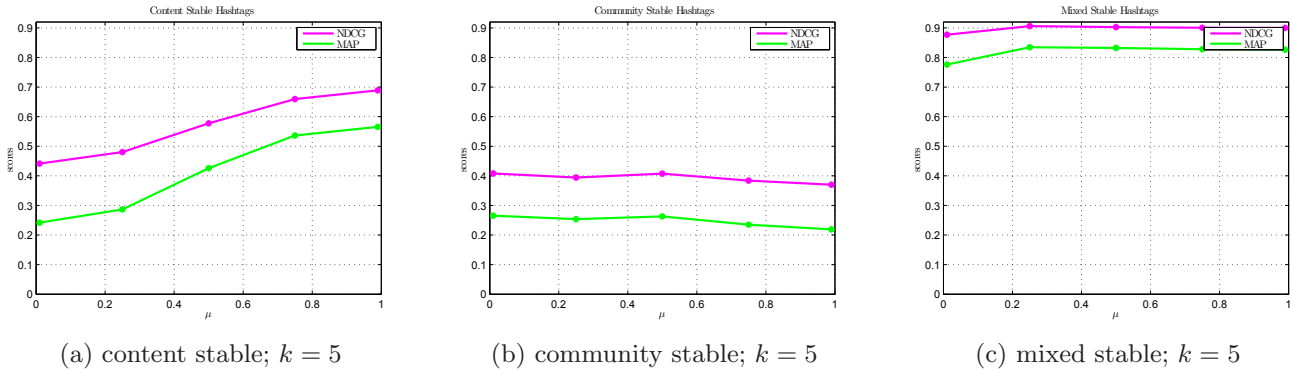 Content Stable Hashtags
NDCG
MAP
scores
0.9
0.8
0.7
0.6
0.5
0.4
0.3
0.2
0.1
0
0 0.2 0.4 0.6 0.8 1
μ
(a) content stable; k = 5
Community Stable Hashtags
NDCG
MAP
scores
0.9
0.8
0.7
0.6
0.5
0.4
0.3
0.2
0.1
0
0 0.2 0.4 0.6 0.8 1
μ
(b) community stable; k = 5
Mixed Stable Hashtags
NDCG
MAP
scores
0.9
0.8
0.7
0.6
0.5
0.4
0.3
0.2
0.1
0
0 0.2 0.4 0.6 0.8 1
μ
(c) mixed stable; k = 5